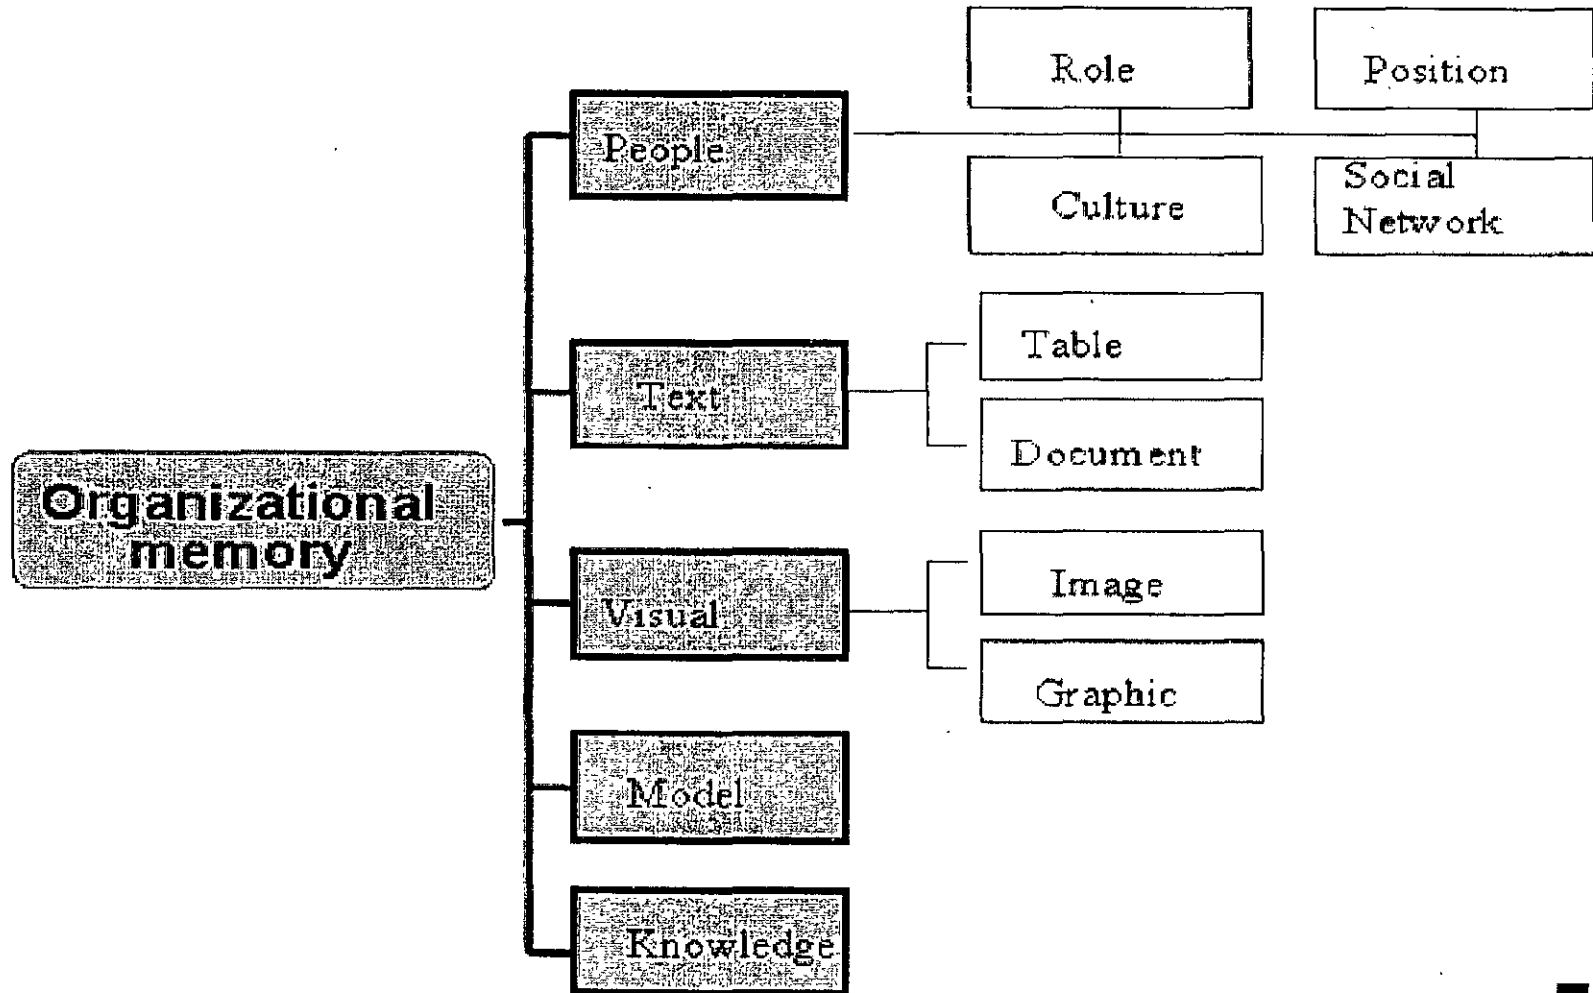 Role
Position
People
Culture
Social
Network
Table
Text
Document
Organizational
memory
Image
Visual
Graphic
Model
Knowledge